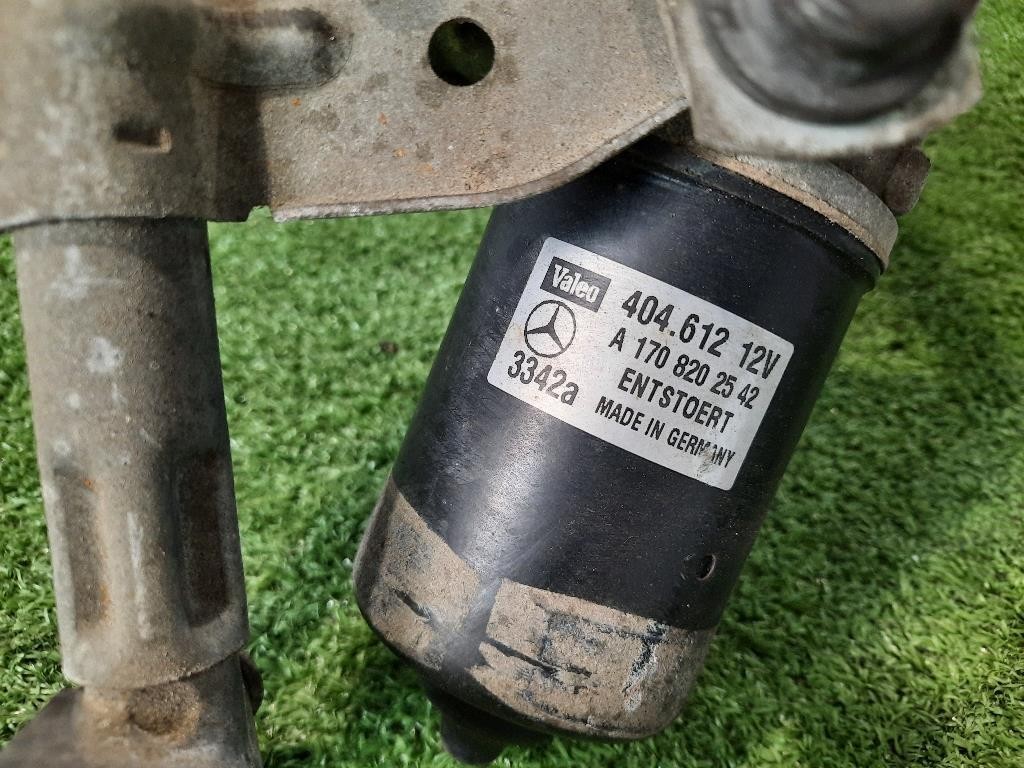 Valeo
404.612 12V
A 170 820 25 42
3342a
ENTSTOERT
MADE IN GERMANY